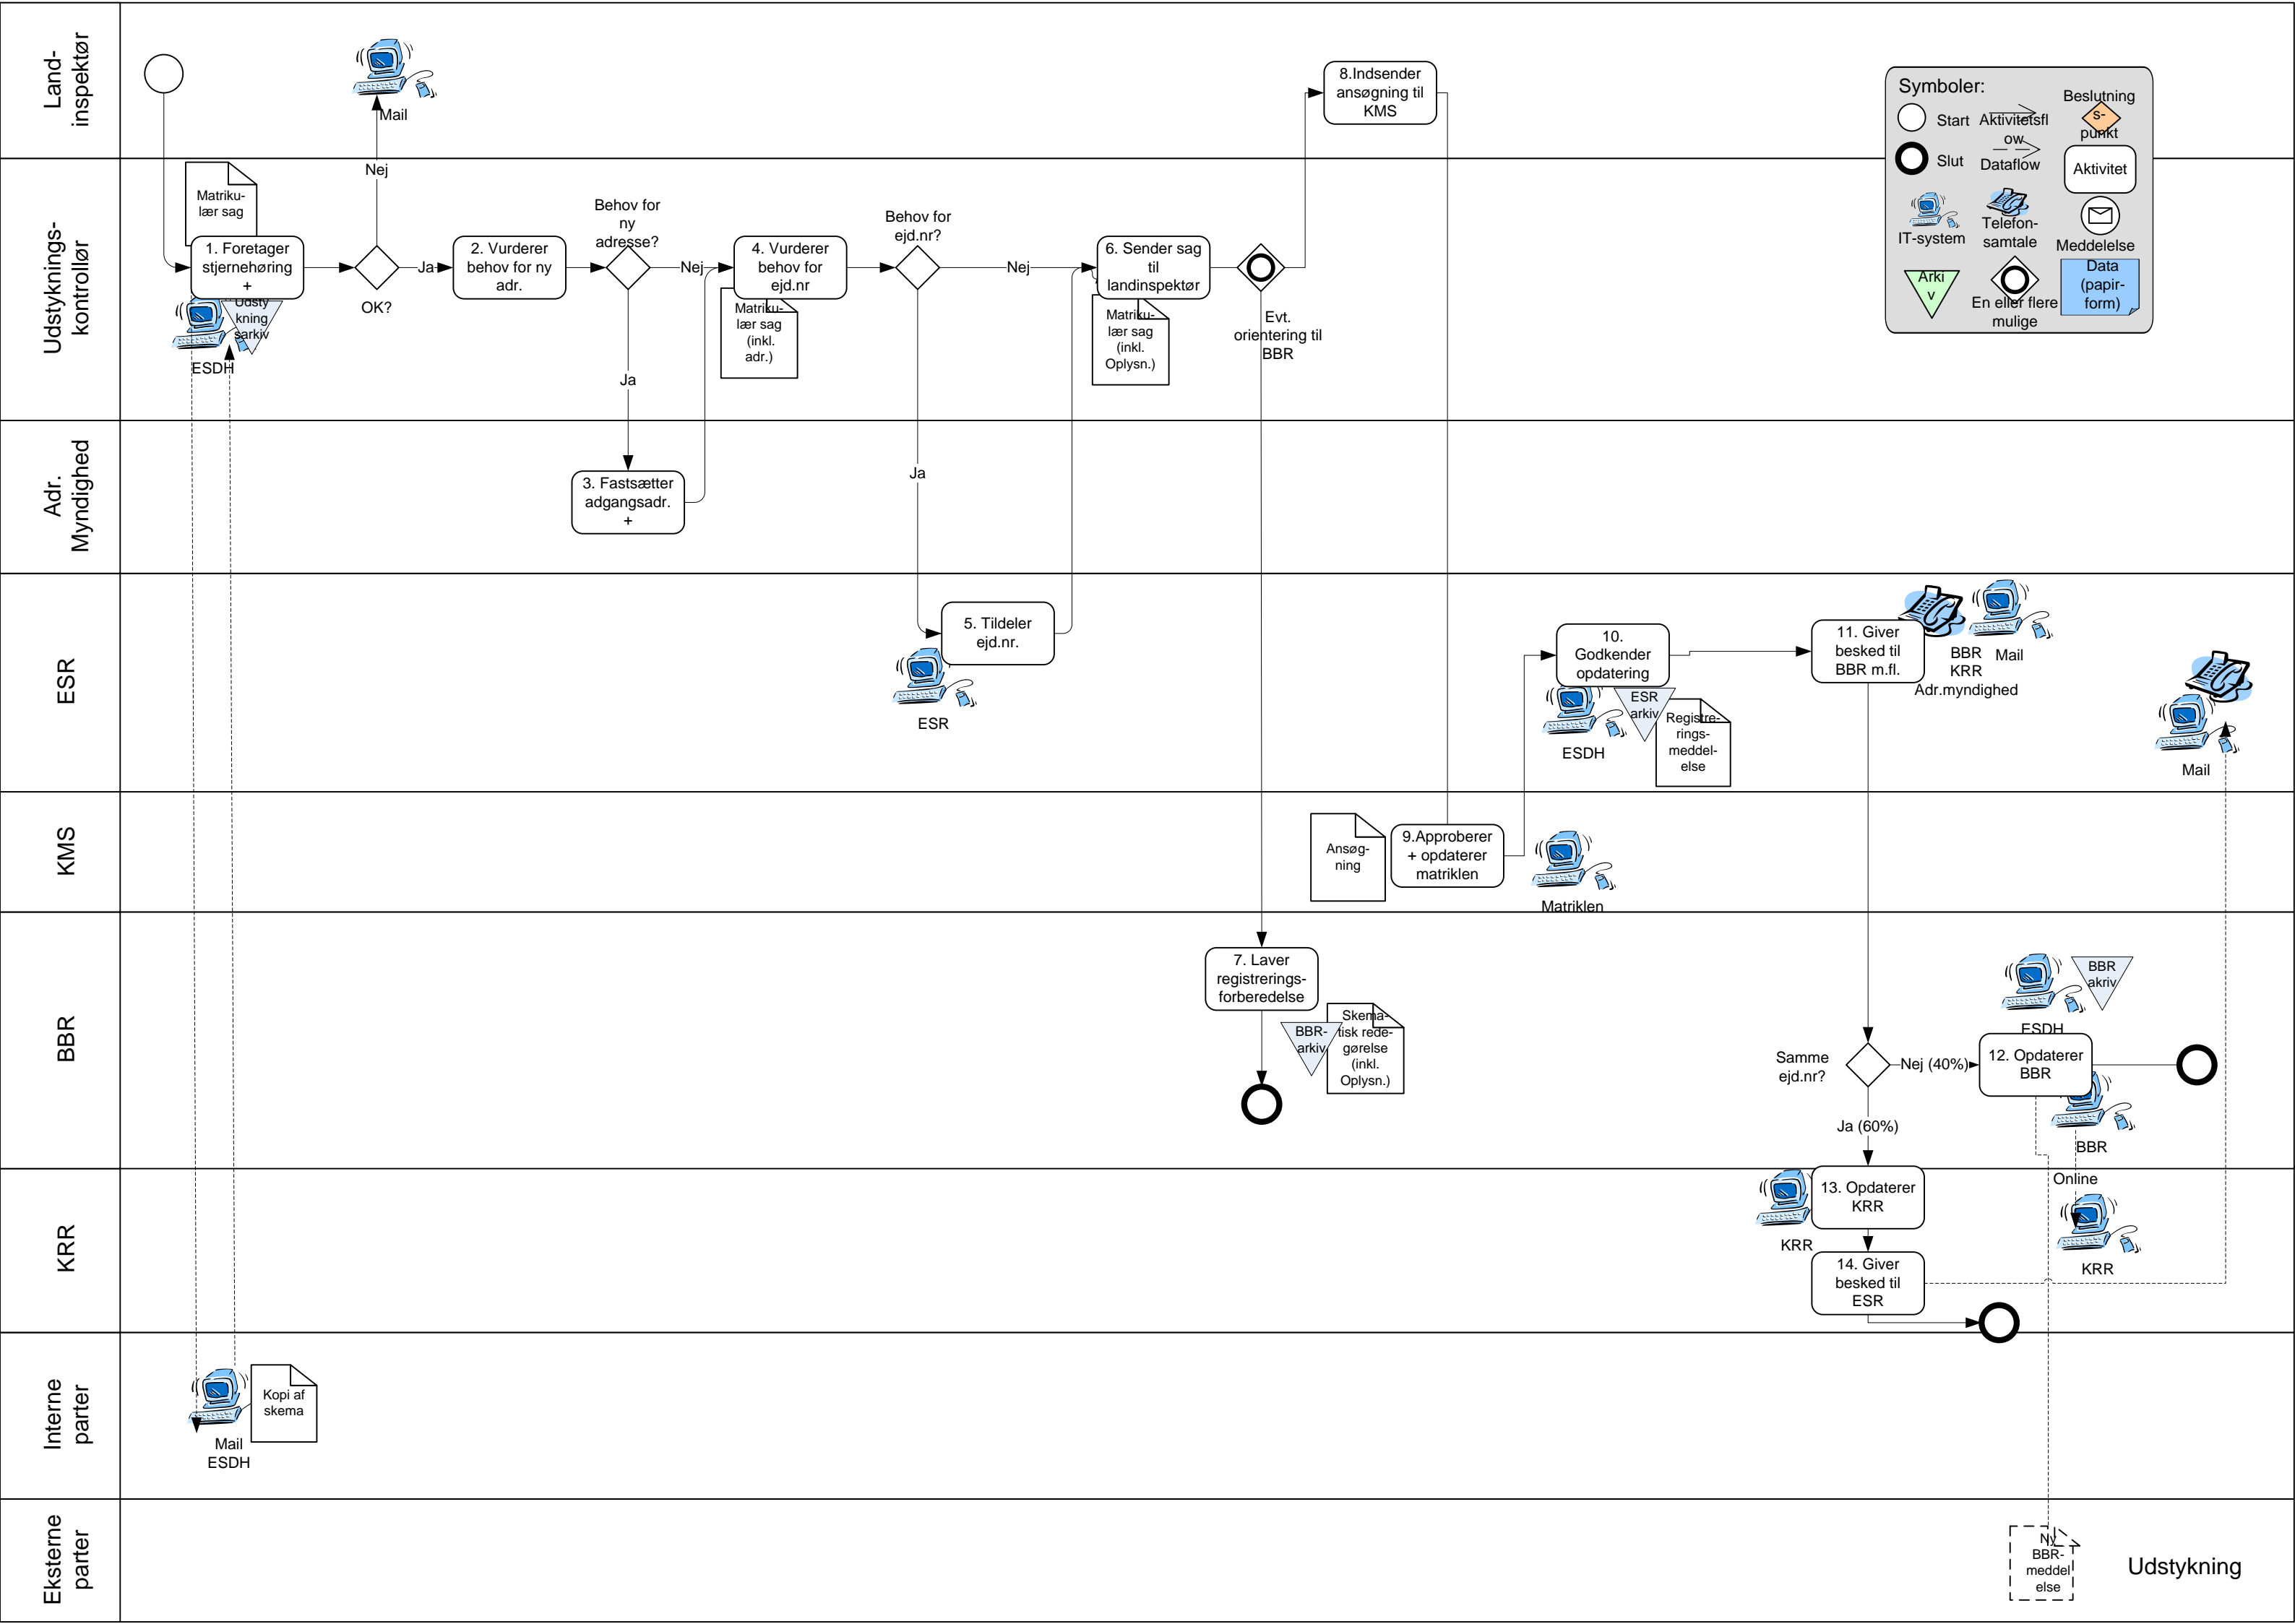 Land-
inspektør
Mail
8.Indsender
ansøgning til
KMS
Symboler:
Start
Aktivitetsfl
ow
Beslutning
s-
punkt
Slut
Dataflow
Aktivitet
IT-system
Telefon-
samtale
Meddelelse
Arki
v
En eller flere
mulige
Data
(papir-
form)
Udstyknings-
kontrollør
Matriku-
lær sag
1. Foretager
stjernehøring
+
Udsty
kning
sarkiv
ESDH
Nej
OK?
Ja
2. Vurderer
behov for ny
adr.
Behov for
ny
adresse?
Nej
Ja
4. Vurderer
behov for
ejd.nr
Matriku-
lær sag
(inkl.
adr.)
Behov for
ejd.nr?
Nej
6. Sender sag
til
landinspektør
Matriku-
lær sag
(inkl.
Oplysn.)
Evt.
orientering til
BBR
Adr.
Myndighed
3. Fastsætter
adgangsadr.
+
Ja
ESR
5. Tildeler
ejd.nr.
ESR
10.
Godkender
opdatering
ESDH
ESR
arkiv
Registre-
rings-
meddel-
else
11. Giver
besked til
BBR m.fl.
BBR
KRR
Adr.myndighed
Mail
Mail
KMS
Ansøg-
ning
9.Approberer
+ opdaterer
matriklen
Matriklen
BBR
7. Laver
registrerings-
forberedelse
BBR-
arkiv
Skema-
tisk rede-
gørelse
(inkl.
Oplysn.)
Samme
ejd.nr?
Nej (40%)
Ja (60%)
ESDH
BBR
akriv
12. Opdaterer
BBR
BBR
KRR
Online
13. Opdaterer
KRR
KRR
KRR
14. Giver
besked til
ESR
Interne
parter
Kopi af
skema
Mail
ESDH
Eksterne
parter
Ny
BBR-
meddel
else
Udstykning